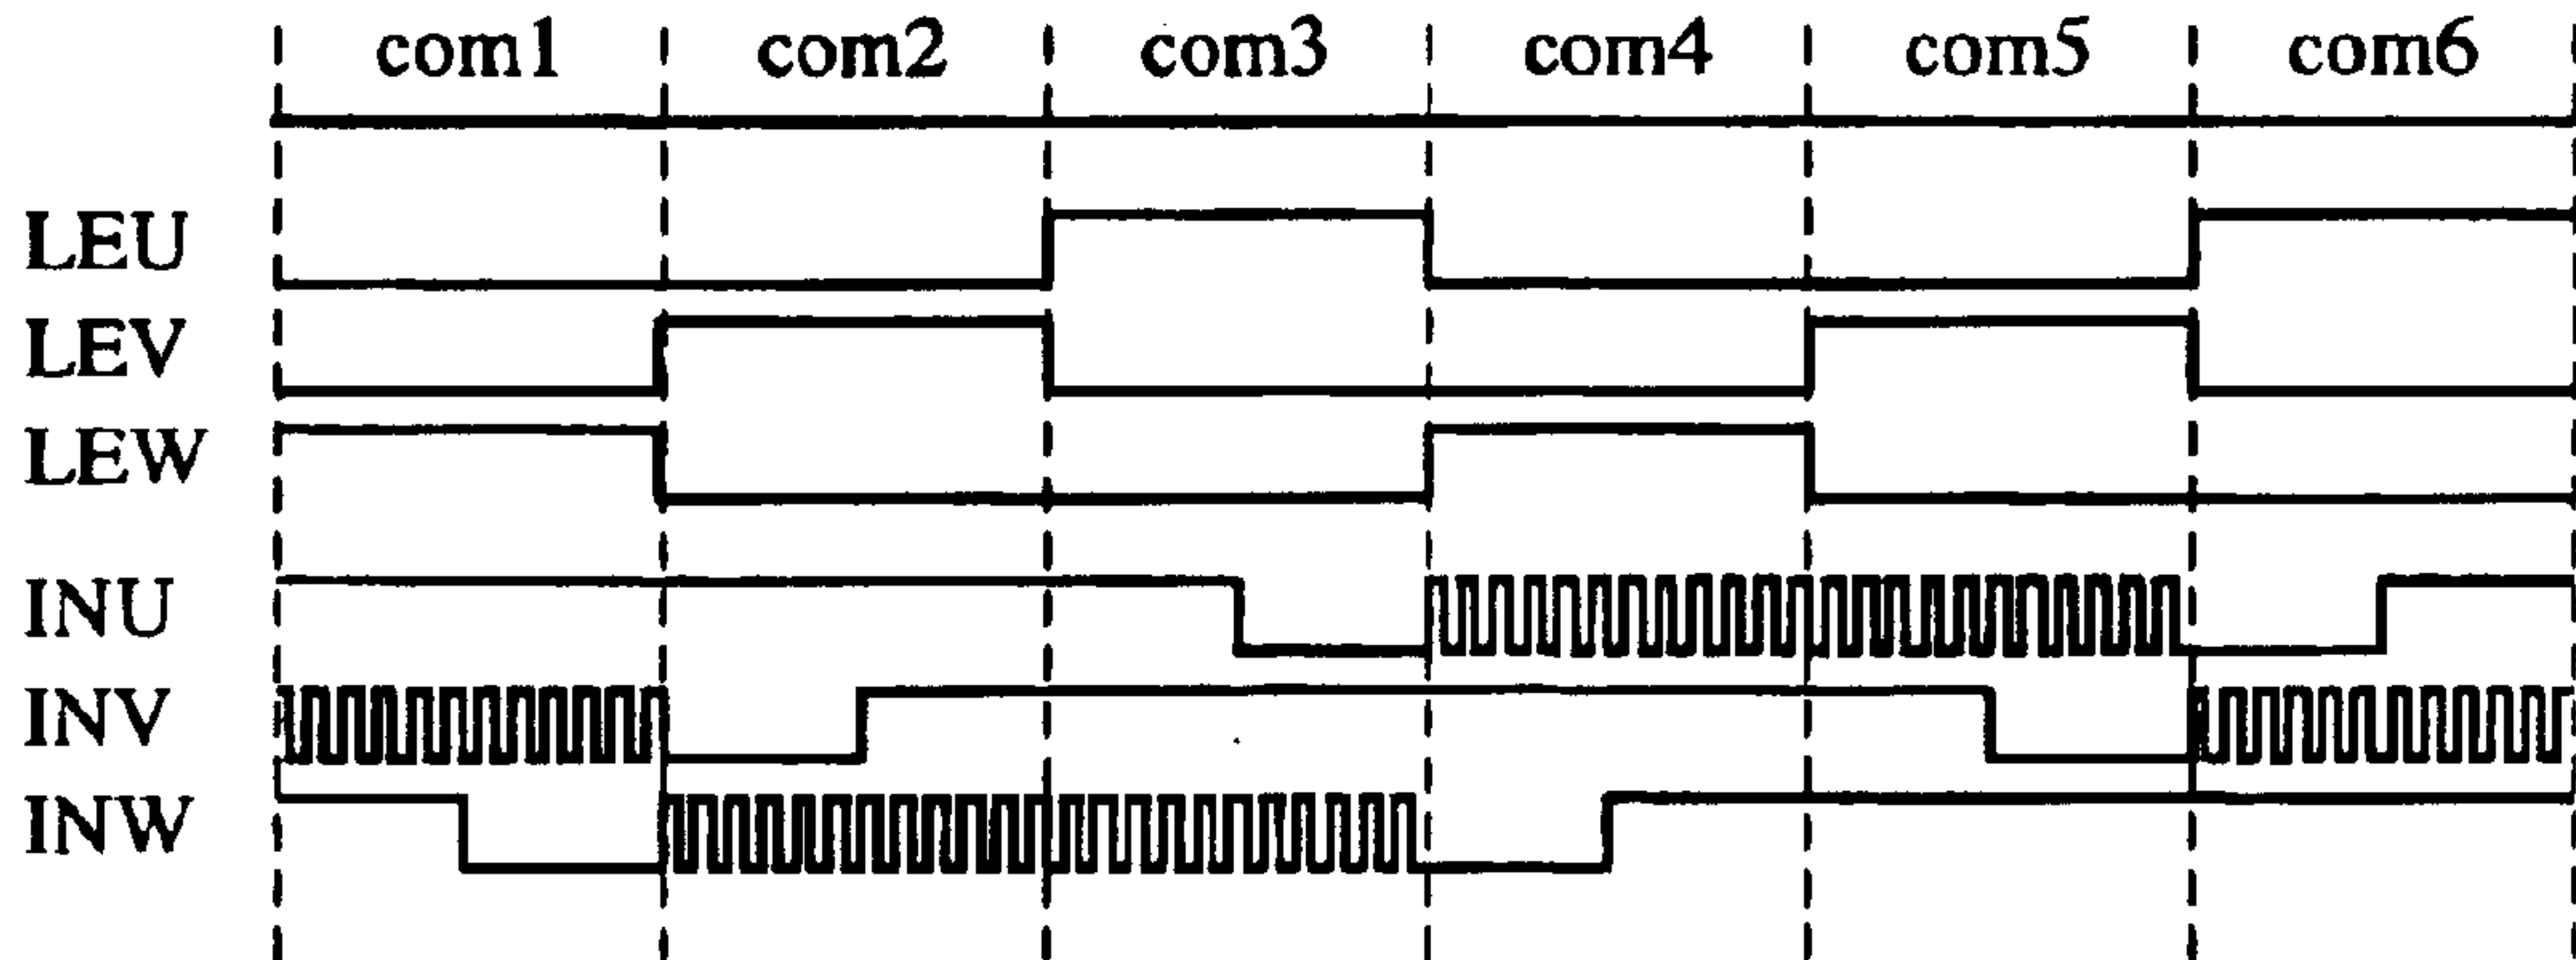 com1 com2 com3 com4 com5 com6
LEU
LEV
LEW
INU
INV
INW